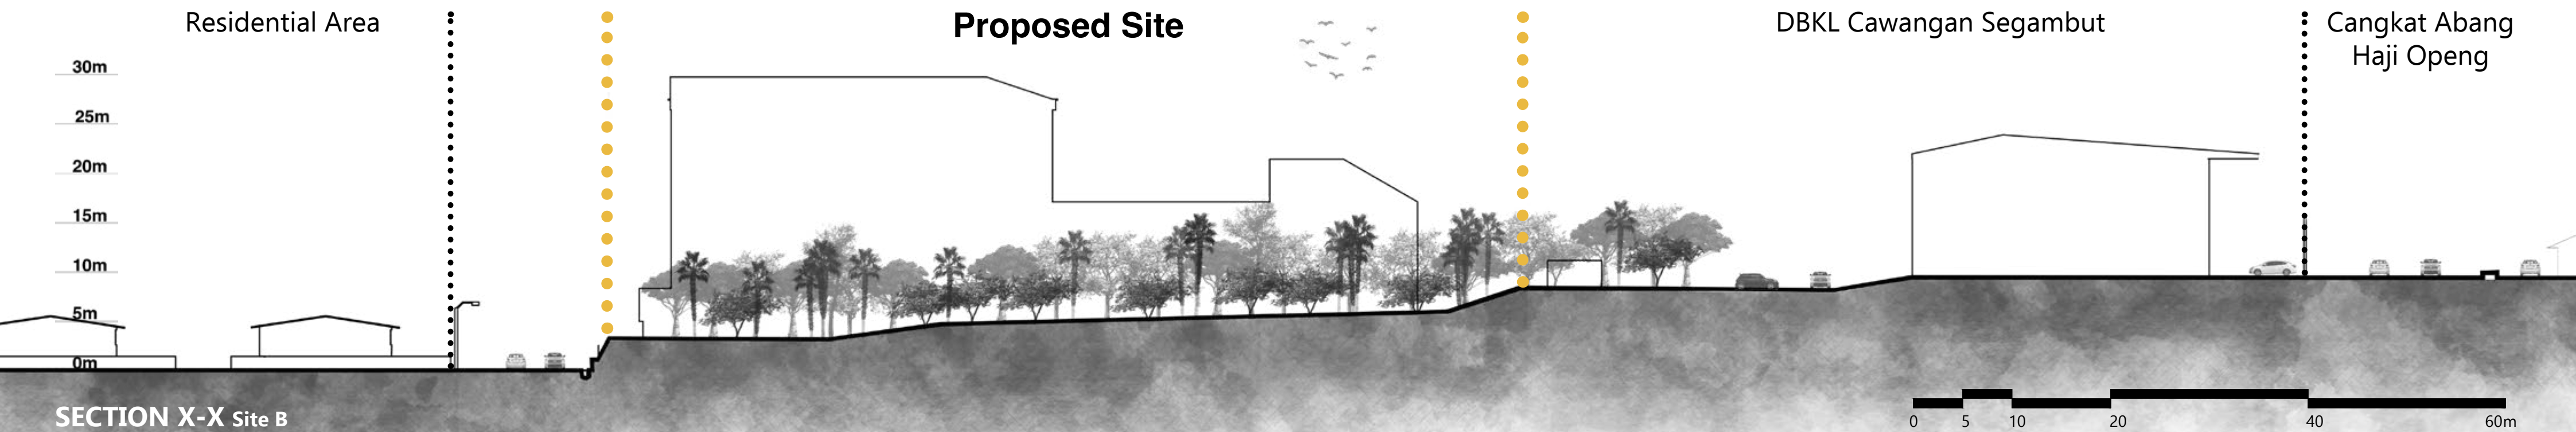 Residential Area
Proposed Site
DBKL Cawangan Segambut
Cangkat Abang
Haji Openg
30m
25m
20m
15m
10m
5m
0m
SECTION X-X Site B
0 5 10 20 40 60m